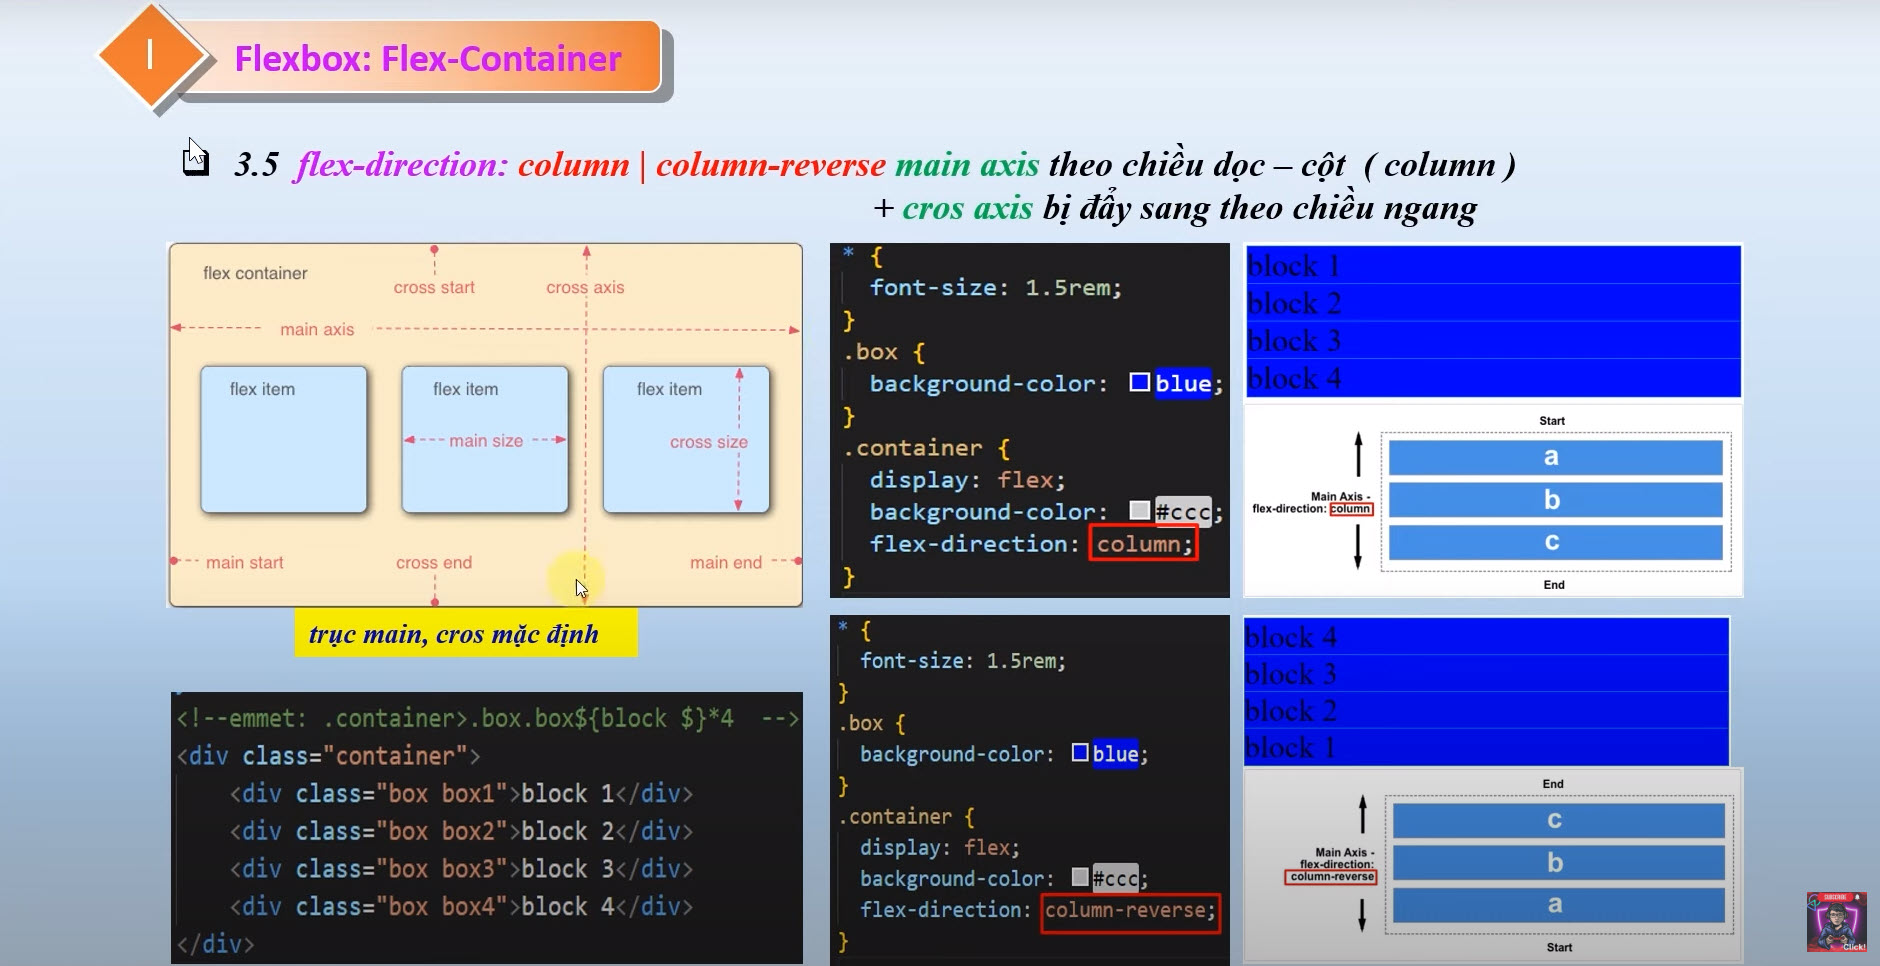 I
Flexbox: Flex-Container
3.5 flex-direction: column | column-reverse main axis theo chiều dọc – cột ( column )
+ cros axis bị đẩy sang theo chiều ngang
flex container
cross start
cross axis
main axis
flex item
flex item
flex item
main size
cross size
main start
cross end
main end
trục main, cros mặc định
<!--emmet: .container>.box.box${block $}*4 -->
<div class="container">
<div class="box box1">block 1</div>
<div class="box box2">block 2</div>
<div class="box box3">block 3</div>
<div class="box box4">block 4</div>
</div>
* {
font-size: 1.5rem;
}
.box {
background-color: blue;
}
.container {
display: flex;
background-color: #ccc;
flex-direction: column;
}
block 1
block 2
block 3
block 4
Start
a
b
c
Main Axis -
flex-direction: column
End
* {
font-size: 1.5rem;
}
.box {
background-color: blue;
}
.container {
display: flex;
background-color: #ccc;
flex-direction: column-reverse;
}
block 4
block 3
block 2
block 1
End
c
b
a
Main Axis -
flex-direction:
column-reverse
Start
SUBSCRIBE
Click!